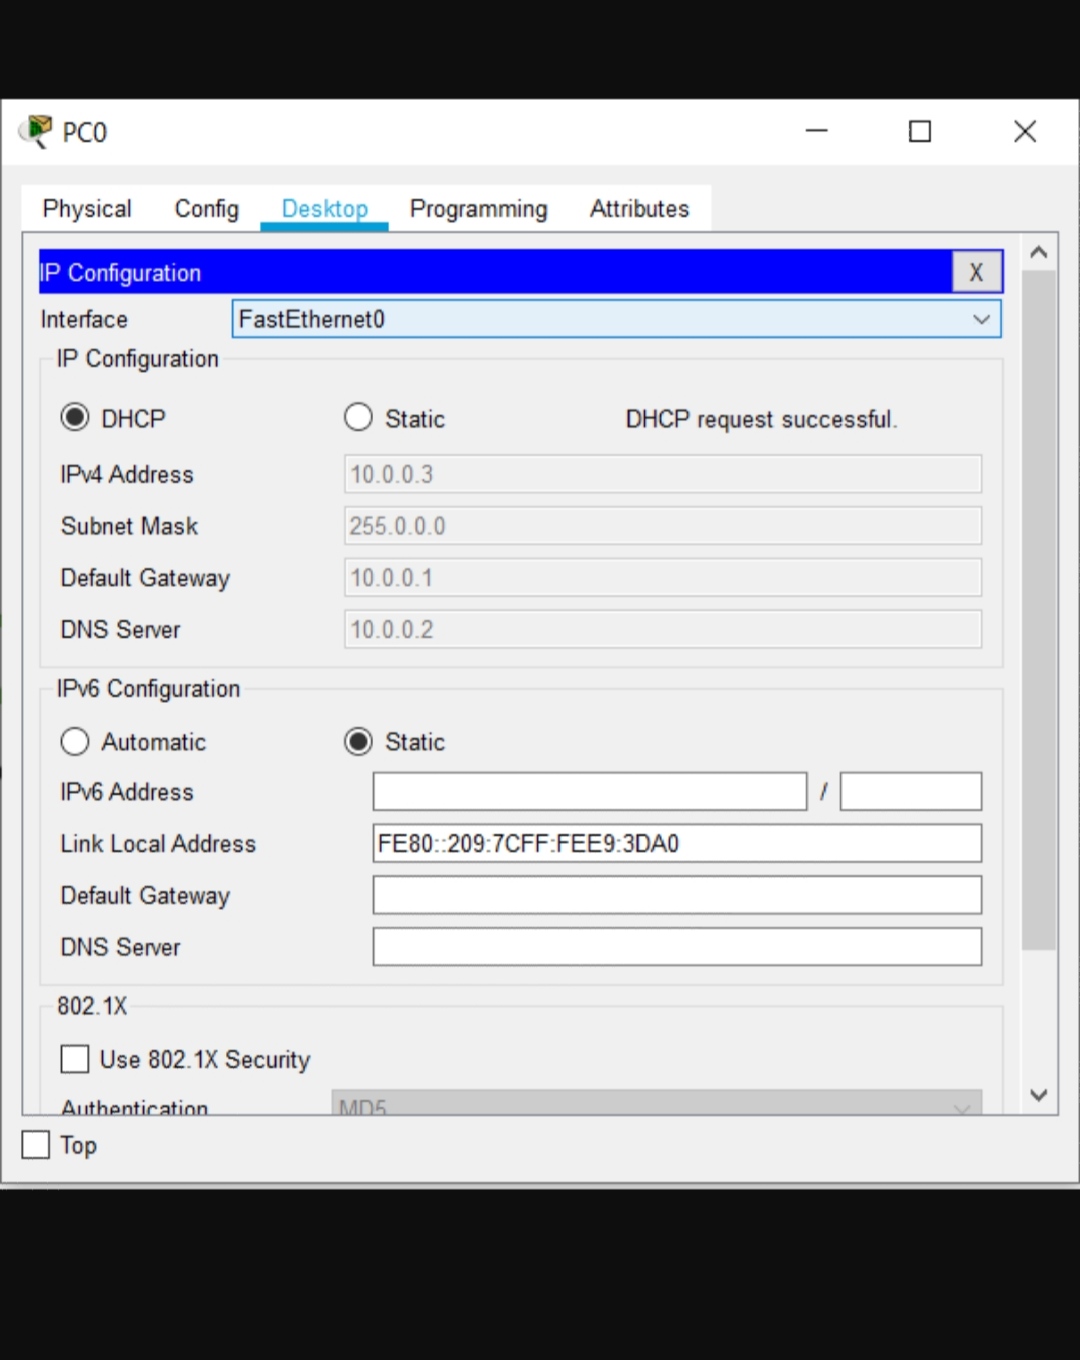 PC0
Physical Config Desktop Programming Attributes
IP Configuration X
Interface FastEthernet0
IP Configuration
DHCP Static DHCP request successful.
IPv4 Address 10.0.0.3
Subnet Mask 255.0.0.0
Default Gateway 10.0.0.1
DNS Server 10.0.0.2
IPv6 Configuration
Automatic Static
IPv6 Address /
Link Local Address FE80::209:7CFF:FEE9:3DA0
Default Gateway
DNS Server
802.1X
Use 802.1X Security
Authentication MD5
Top